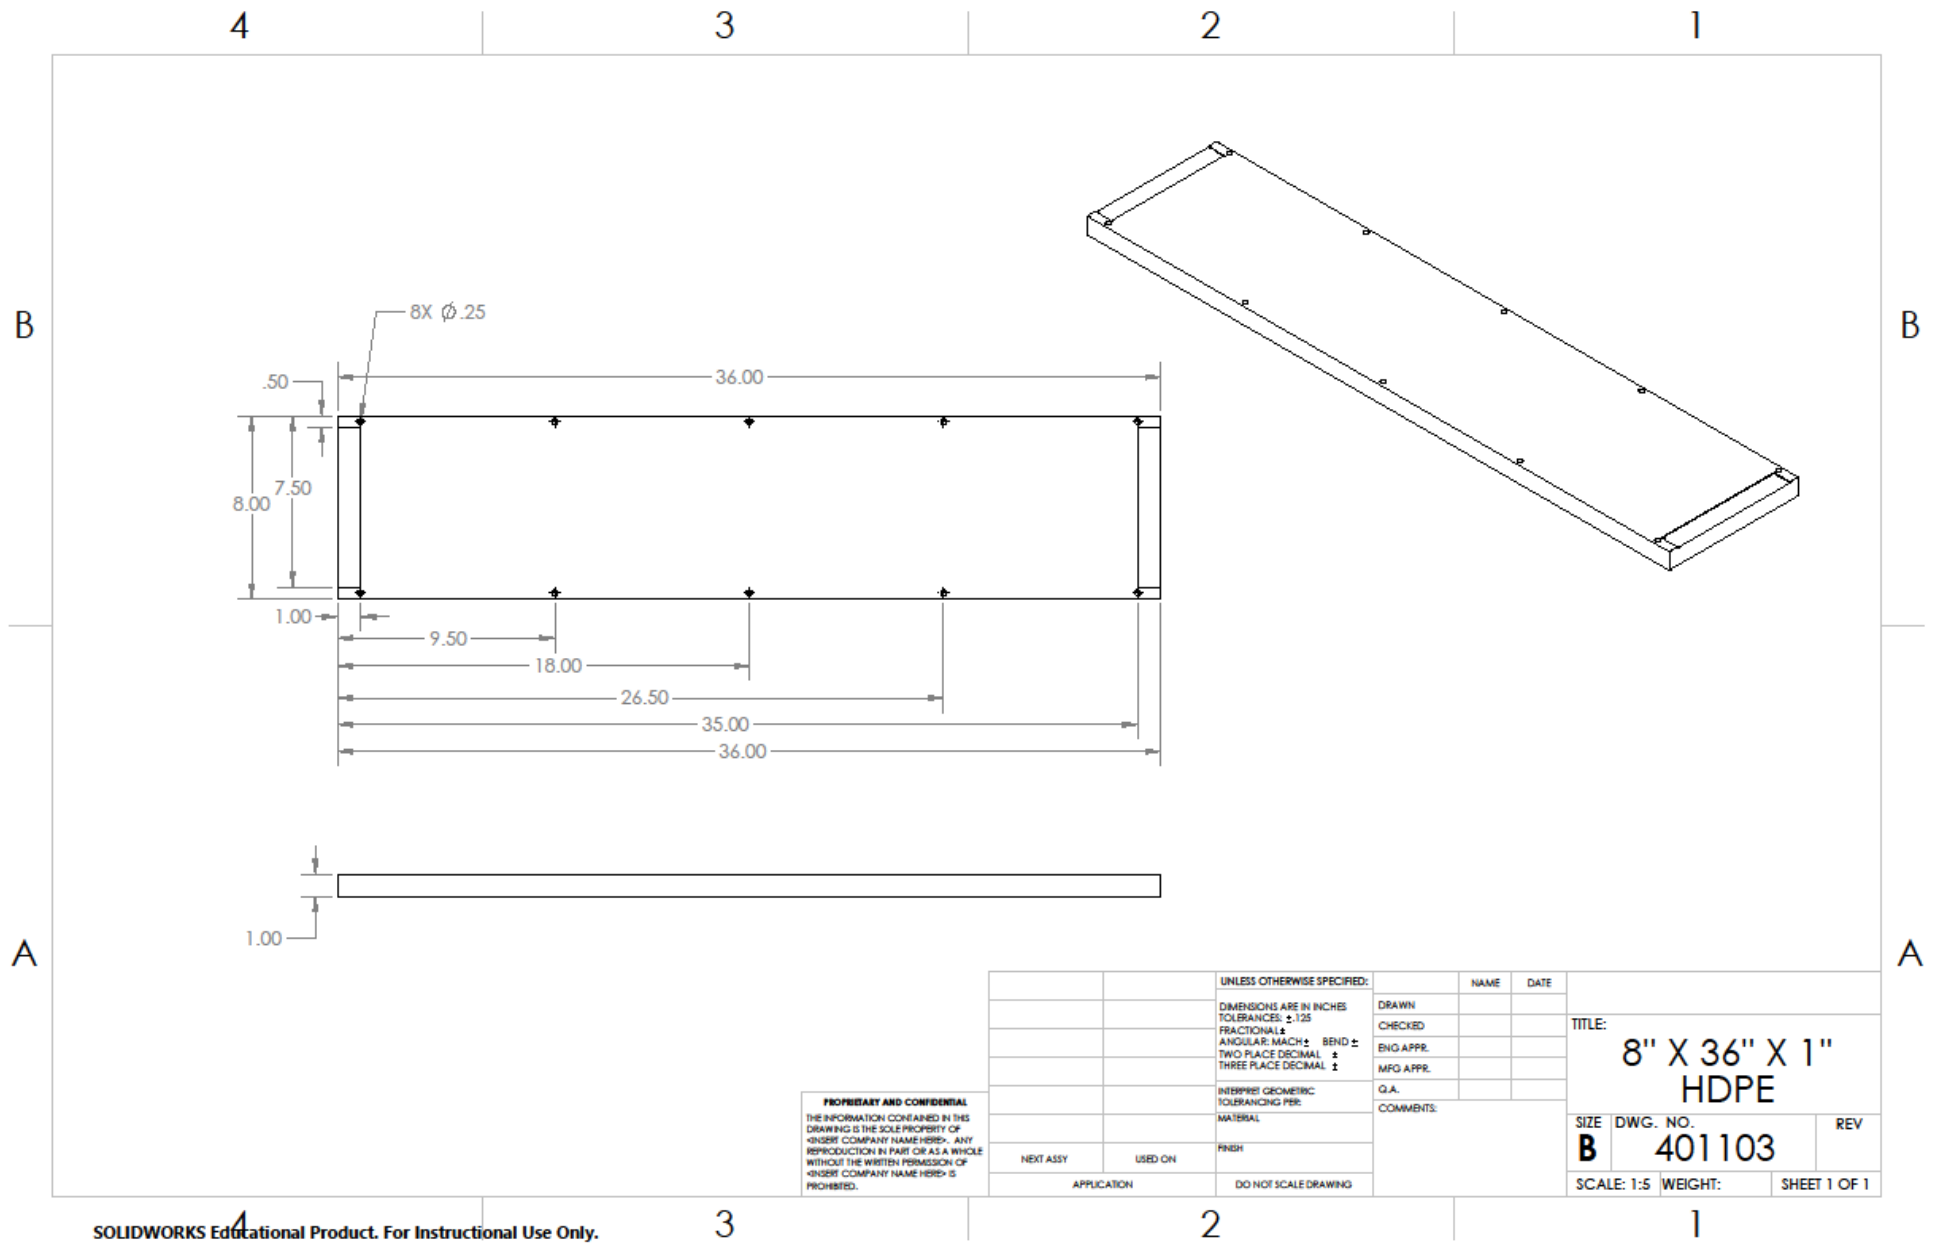 4 3 2 1
B B
8X Ø .25
.50
36.00
8.00
7.50
1.00
9.50
18.00
26.50
35.00
36.00
1.00
A A
UNLESS OTHERWISE SPECIFIED:
DIMENSIONS ARE IN INCHES
TOLERANCES: ±.125
FRACTIONAL±
ANGULAR: MACH± BEND ±
TWO PLACE DECIMAL ±
THREE PLACE DECIMAL ±
INTERPRET GEOMETRIC
TOLERANCING PER:
MATERIAL
FINISH
DO NOT SCALE DRAWING
NAME DATE
DRAWN
CHECKED
ENG APPR.
MFG APPR.
Q.A.
COMMENTS:
TITLE:
8" X 36" X 1"
HDPE
SIZE DWG. NO. REV
B 401103
SCALE: 1:5 WEIGHT: SHEET 1 OF 1
PROPRIETARY AND CONFIDENTIAL
THE INFORMATION CONTAINED IN THIS
DRAWING IS THE SOLE PROPERTY OF
<INSERT COMPANY NAME HERE>. ANY
REPRODUCTION IN PART OR AS A WHOLE
WITHOUT THE WRITTEN PERMISSION OF
<INSERT COMPANY NAME HERE> IS
PROHIBITED.
NEXT ASSY USED ON
APPLICATION
4 3 2 1
SOLIDWORKS Educational Product. For Instructional Use Only.